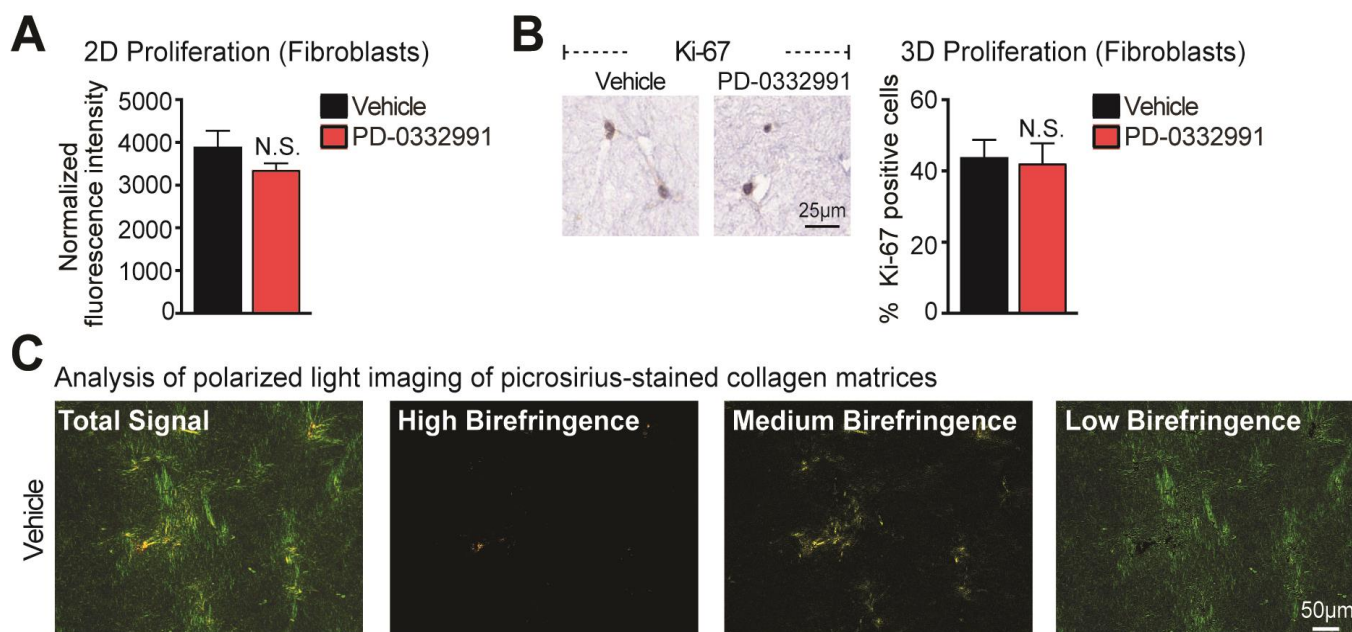 A
2D Proliferation (Fibroblasts)
Normalized
fluorescence intensity
5000
4000
3000
2000
1000
0
N.S.
Vehicle
PD-0332991
B
Ki-67
Vehicle
PD-0332991
25µm
3D Proliferation (Fibroblasts)
% Ki-67 positive cells
60
40
20
0
N.S.
Vehicle
PD-0332991
C
Analysis of polarized light imaging of picrosirius-stained collagen matrices
Vehicle
Total Signal
High Birefringence
Medium Birefringence
Low Birefringence
50µm